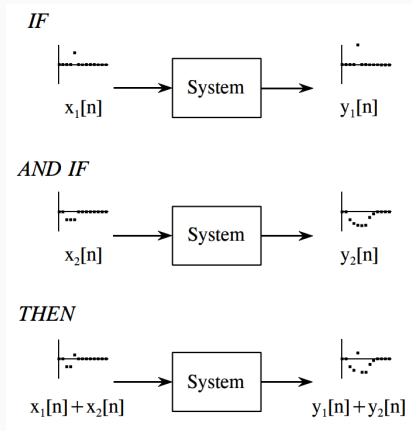 IF
System
x₁[n]
y₁[n]
AND IF
System
x₂[n]
y₂[n]
THEN
System
x₁[n]+x₂[n]
y₁[n]+y₂[n]